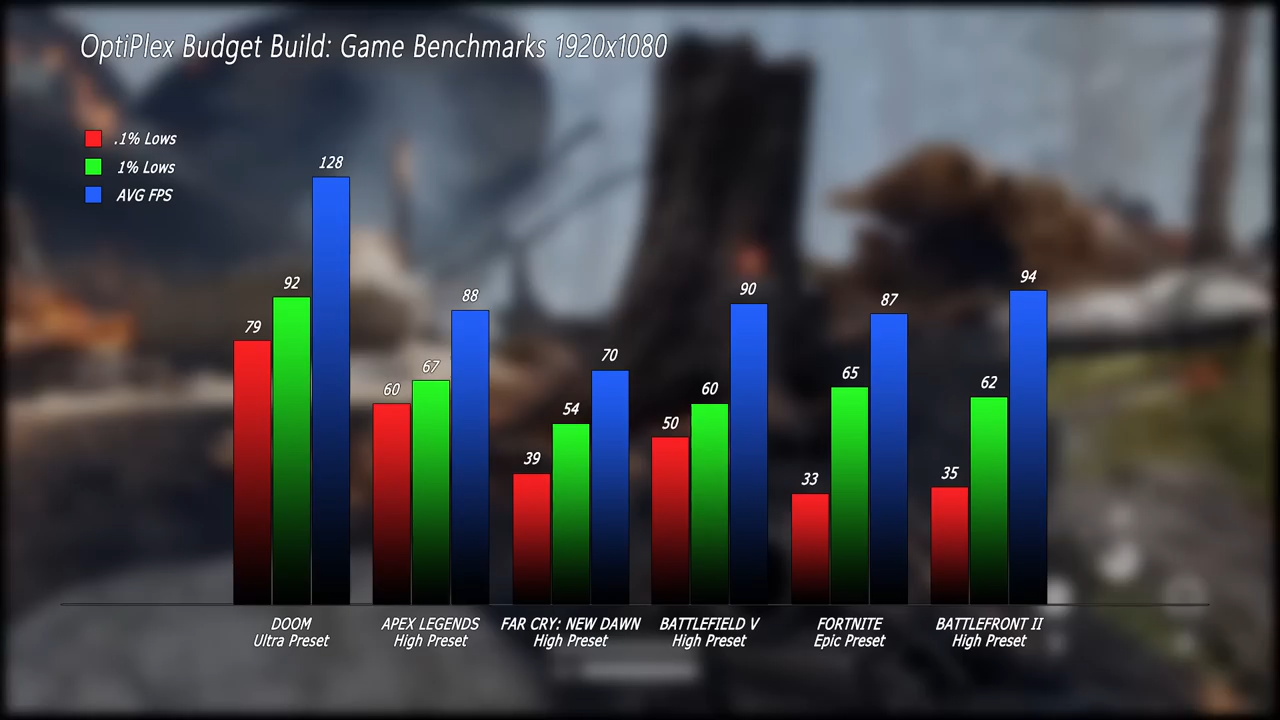 OptiPlex Budget Build: Game Benchmarks 1920x1080
.1% Lows
1% Lows
AVG FPS
79
92
128
60
67
88
39
54
70
50
60
90
33
65
87
35
62
94
DOOM
Ultra Preset
APEX LEGENDS
High Preset
FAR CRY: NEW DAWN
High Preset
BATTLEFIELD V
High Preset
FORTNITE
Epic Preset
BATTLEFRONT II
High Preset